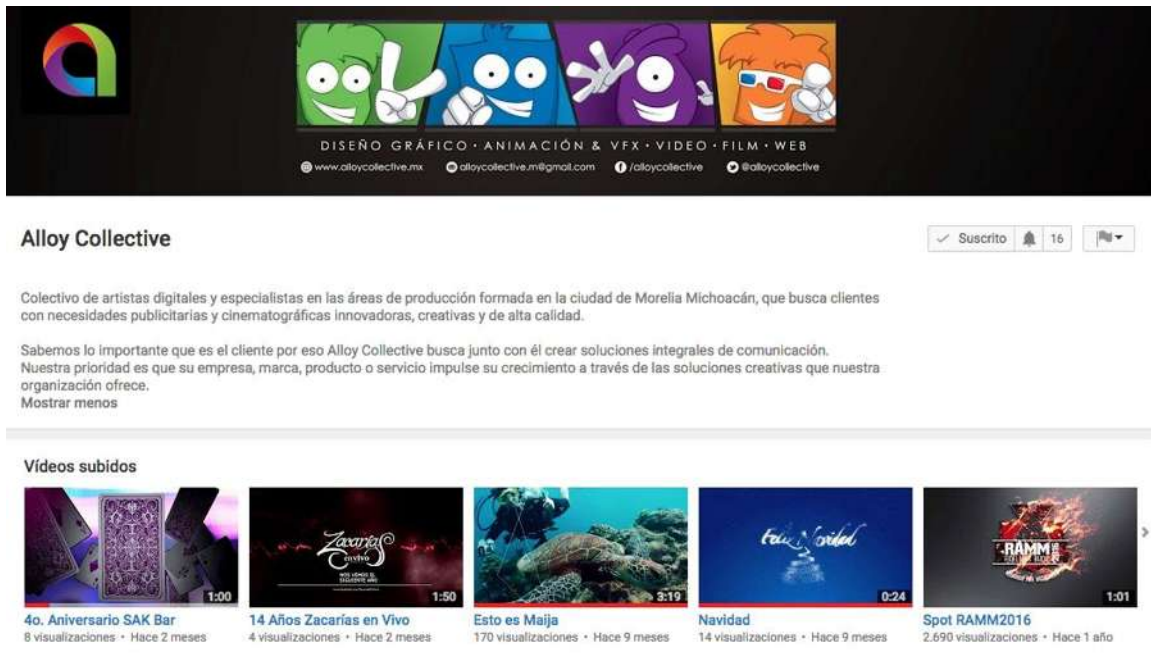 DISEÑO GRÁFICO · ANIMACIÓN & VFX · VIDEO · FILM · WEB
www.alloycollective.mx alloycollective.m@gmail.com /alloycollective @alloycollective
Alloy Collective
Suscrito 16
Colectivo de artistas digitales y especialistas en las áreas de producción formada en la ciudad de Morelia Michoacán, que busca clientes
con necesidades publicitarias y cinematográficas innovadoras, creativas y de alta calidad.
Sabemos lo importante que es el cliente por eso Alloy Collective busca junto con él crear soluciones integrales de comunicación.
Nuestra prioridad es que su empresa, marca, producto o servicio impulse su crecimiento a través de las soluciones creativas que nuestra
organización ofrece.
Mostrar menos
Vídeos subidos
Zacarías
en vivo
NOS VEMOS EL
SIGUIENTE AÑO
Feliz Navidad
RAMM
1:00 1:50 3:19 0:24 1:01
4o. Aniversario SAK Bar 14 Años Zacarías en Vivo Esto es Maija Navidad Spot RAMM2016
8 visualizaciones · Hace 2 meses 4 visualizaciones · Hace 2 meses 170 visualizaciones · Hace 9 meses 14 visualizaciones · Hace 9 meses 2.690 visualizaciones · Hace 1 año